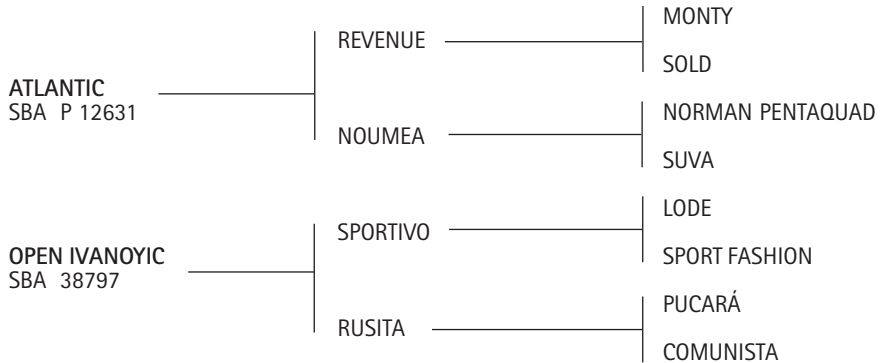 ATLANTIC
SBA P 12631
REVENUE
MONTY
SOLD
NOUMEA
NORMAN PENTAQUAD
SUVA
OPEN IVANOYIC
SBA 38797
SPORTIVO
LODE
SPORT FASHION
RUSITA
PUCARÁ
COMUNISTA